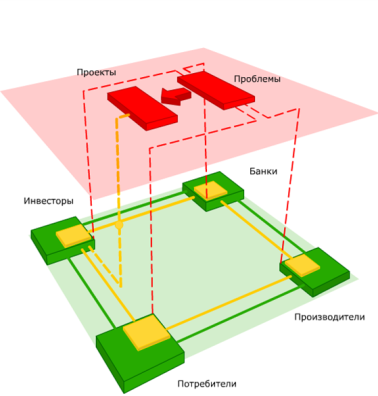 Проекты
Проблемы
Банки
Инвесторы
Производители
Потребители